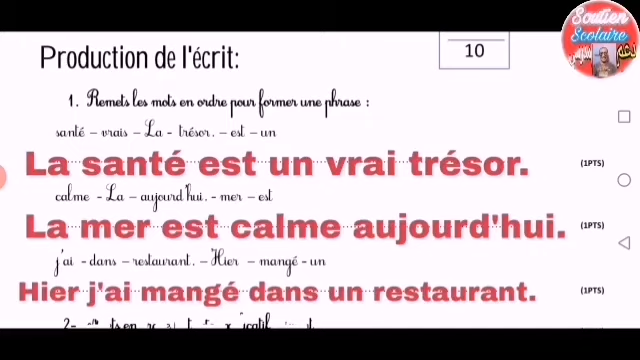 Soutien
Scolaire
Production de l'écrit:
10
1. Remets les mots en ordre pour former une phrase :
santé – vrais – La - trésor. – est – un
La santé est un vrai trésor.
(1PTS)
calme - La – aujourd'hui. - mer – est
La mer est calme aujourd'hui.
(1PTS)
j'ai - dans – restaurant. – Hier – mangé - un
Hier j'ai mangé dans un restaurant.
(1PTS)
2-